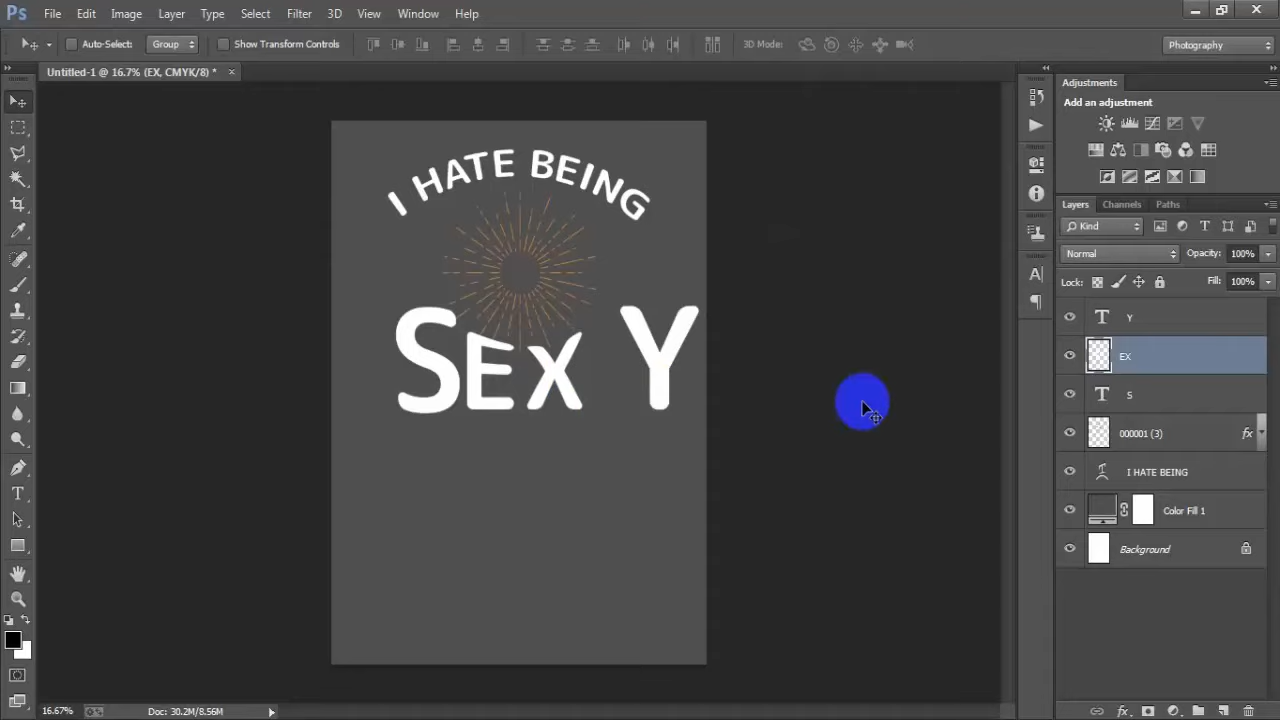 Ps File Edit Image Layer Type Select Filter 3D View Window Help
Auto-Select: Group Show Transform Controls 3D Mode: Photography
Untitled-1 @ 16.7% (EX, CMYK/8) * ×
I HATE BEING
SEX Y
Adjustments
Add an adjustment
Layers Channels Paths
Kind
Normal Opacity: 100%
Lock: Fill: 100%
Y
EX
S
000001 (3) fx
I HATE BEING
Color Fill 1
Background
16.67% Doc: 30.2M/8.56M